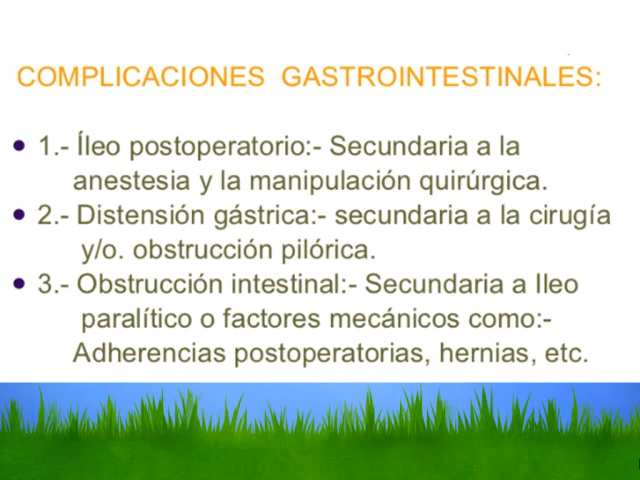 COMPLICACIONES GASTROINTESTINALES:
• 1.- Íleo postoperatorio:- Secundaria a la
anestesia y la manipulación quirúrgica.
• 2.- Distensión gástrica:- secundaria a la cirugía
y/o. obstrucción pilórica.
• 3.- Obstrucción intestinal:- Secundaria a Ileo
paralítico o factores mecánicos como:-
Adherencias postoperatorias, hernias, etc.